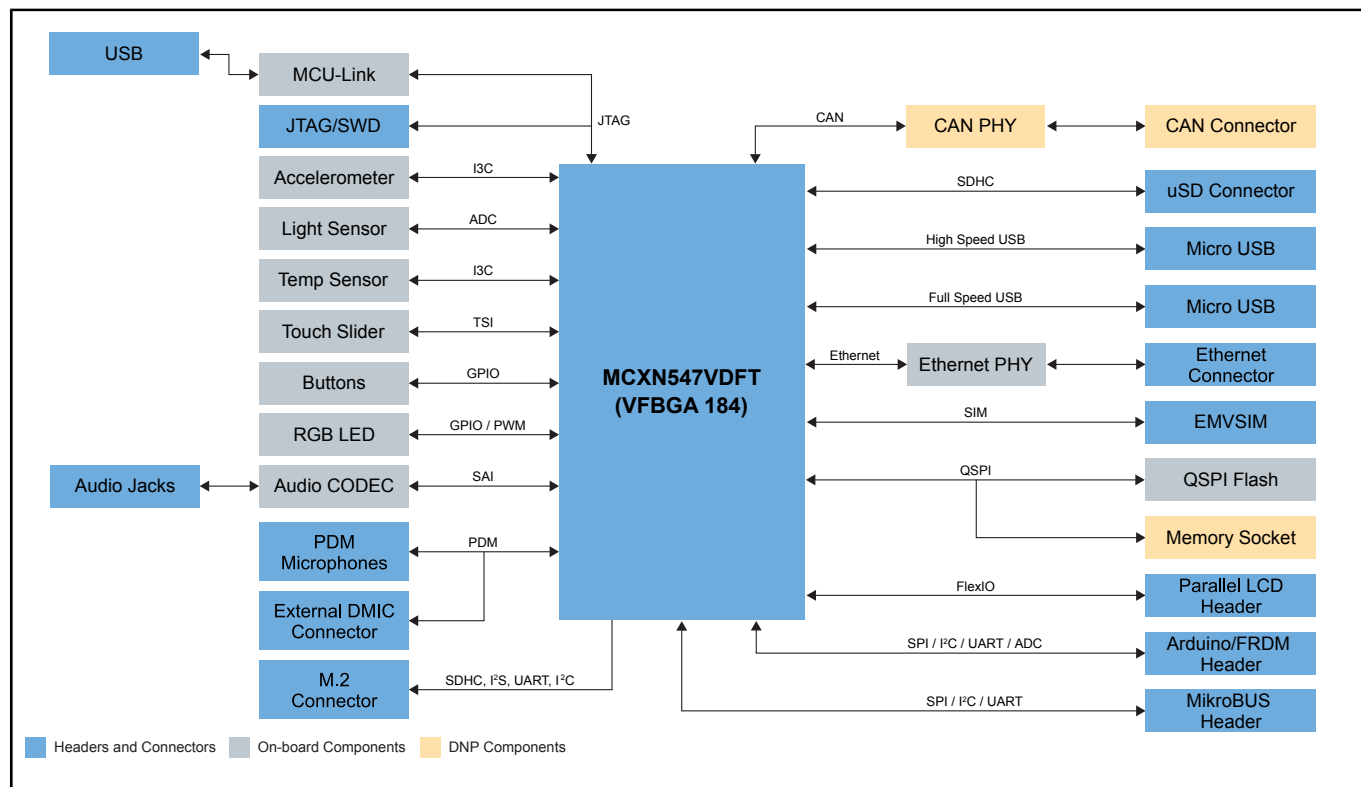 USB
MCU-Link
JTAG/SWD
JTAG
Accelerometer
I3C
Light Sensor
ADC
Temp Sensor
I3C
Touch Slider
TSI
Buttons
GPIO
RGB LED
GPIO / PWM
Audio Jacks
Audio CODEC
SAI
PDM
Microphones
PDM
External DMIC
Connector
M.2
Connector
SDHC, I²S, UART, I²C
MCXN547VDFT
(VFBGA 184)
CAN
CAN PHY
CAN Connector
SDHC
uSD Connector
High Speed USB
Micro USB
Full Speed USB
Micro USB
Ethernet
Ethernet PHY
Ethernet
Connector
SIM
EMVSIM
QSPI
QSPI Flash
Memory Socket
FlexIO
Parallel LCD
Header
SPI / I²C / UART / ADC
Arduino/FRDM
Header
SPI / I²C / UART
MikroBUS
Header
Headers and Connectors
On-board Components
DNP Components